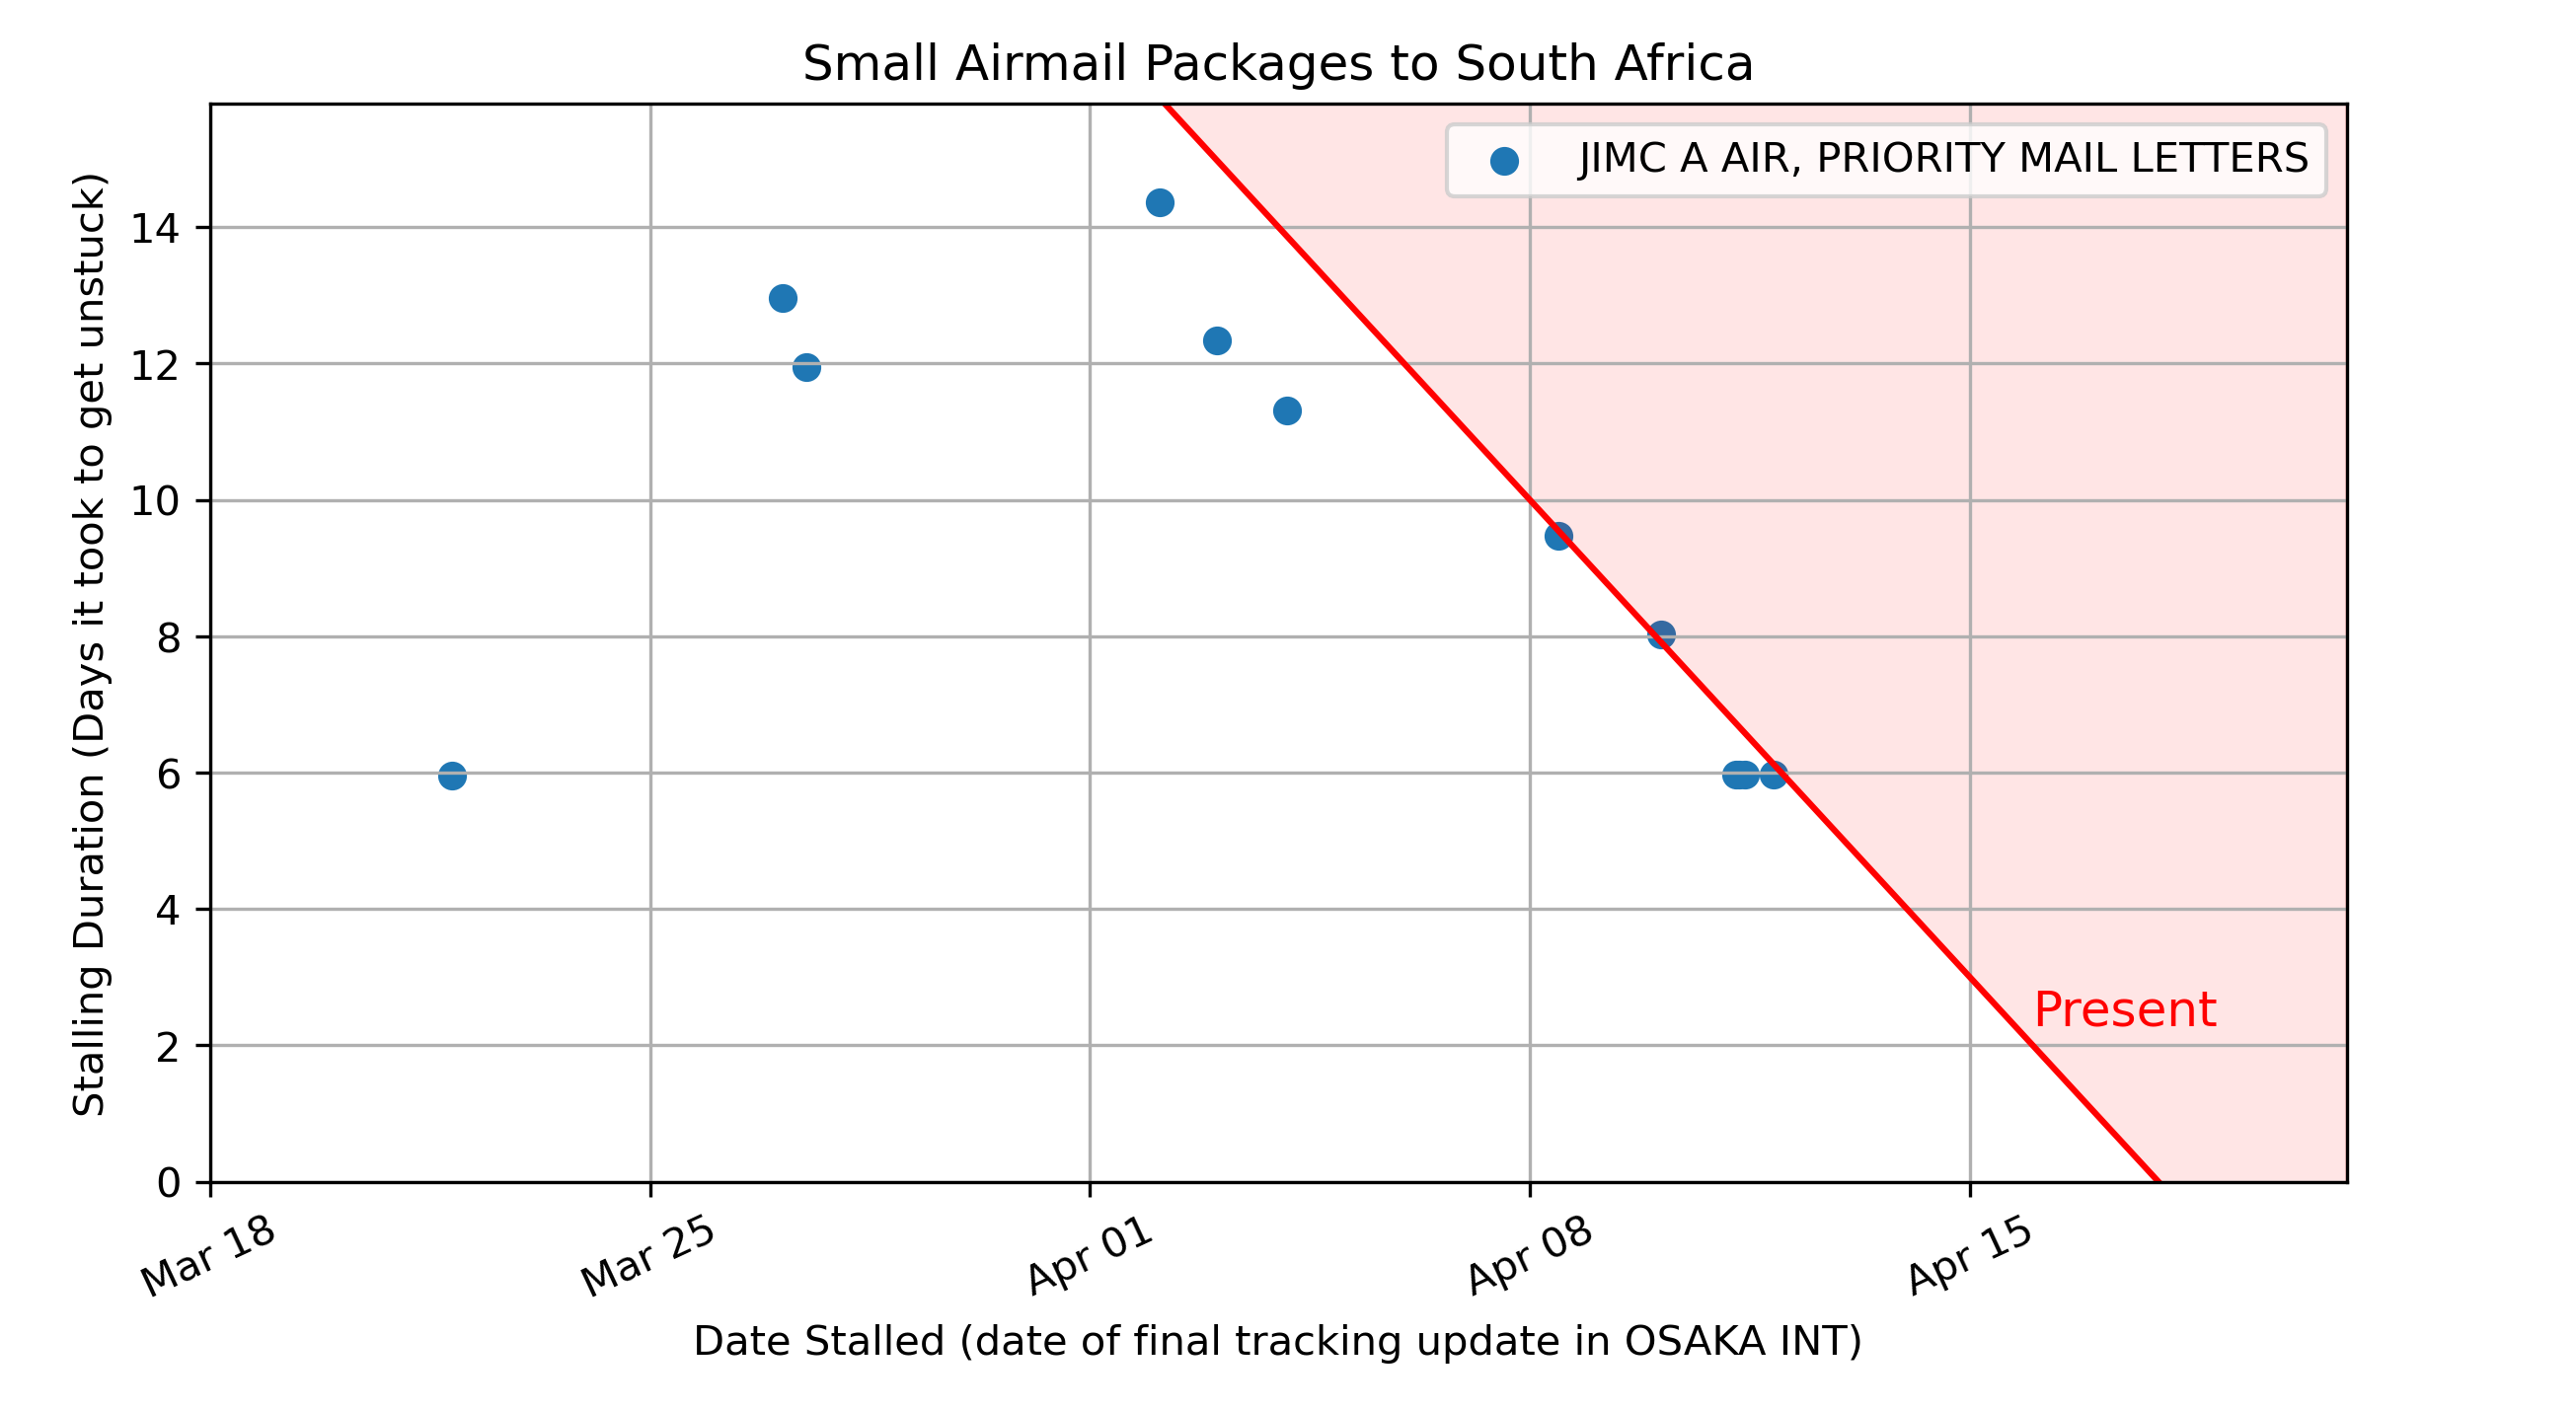 Small Airmail Packages to South Africa
JIMC A AIR, PRIORITY MAIL LETTERS
Stalling Duration (Days it took to get unstuck)
14
12
10
8
6
4
2
0
Present
Mar 18
Mar 25
Apr 01
Apr 08
Apr 15
Date Stalled (date of final tracking update in OSAKA INT)